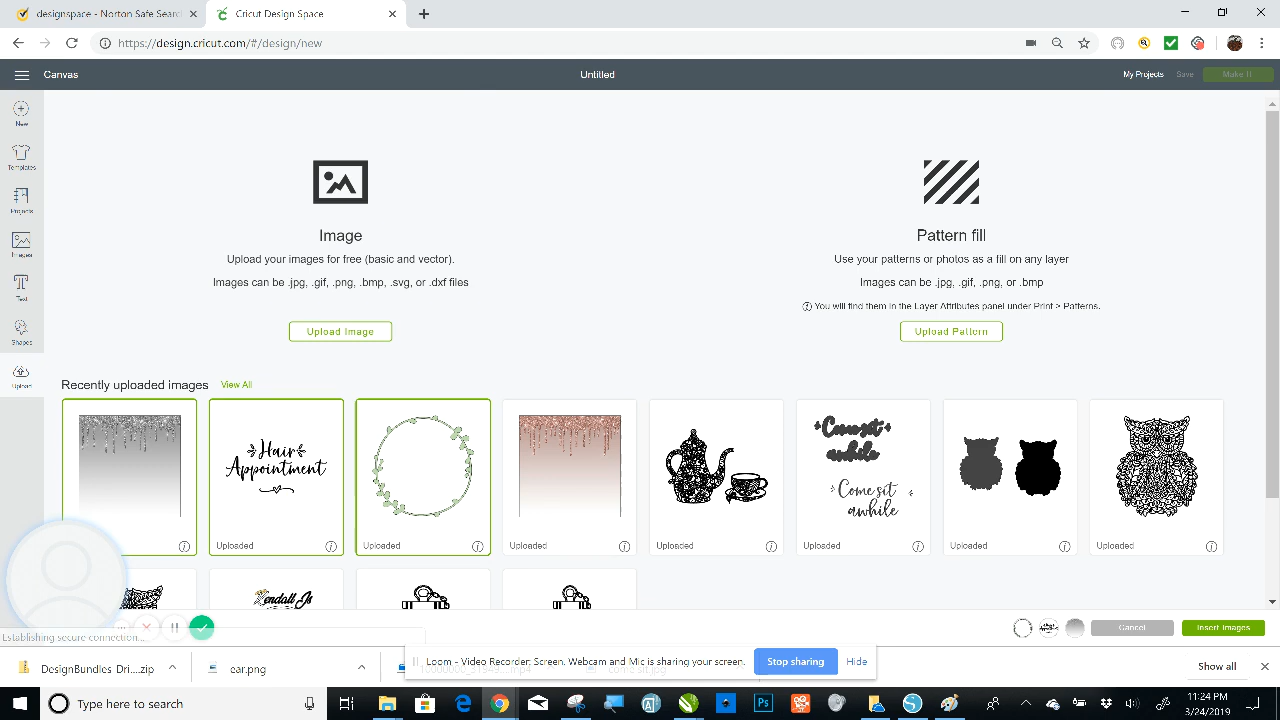 designspace - Norton Safe Search
Cricut Design Space
https://design.cricut.com/#/design/new
Canvas
Untitled
My Projects
Save
Make It
New
Templates
Projects
Images
Text
Shapes
Upload
Image
Upload your images for free (basic and vector).
Images can be .jpg, .gif, .png, .bmp, .svg, or .dxf files
Upload Image
Pattern fill
Use your patterns or photos as a fill on any layer
Images can be .jpg, .gif, .png, or .bmp
You will find them in the Layer Attributes panel under Print > Patterns.
Upload Pattern
Recently uploaded images
View All
Hair
Appointment
Come sit
awhile
Come sit
awhile
Uploaded
Uploaded
Uploaded
Uploaded
Uploaded
Uploaded
Uploaded
Kendall Js
Establishing secure connection...
Cancel
Insert Images
Loom - Video Recorder: Screen, Webcam and Mic is sharing your screen.
Stop sharing
Hide
DesignBundles_Dri....zip
ear.png
Show all
Type here to search
11:24 PM
3/24/2019